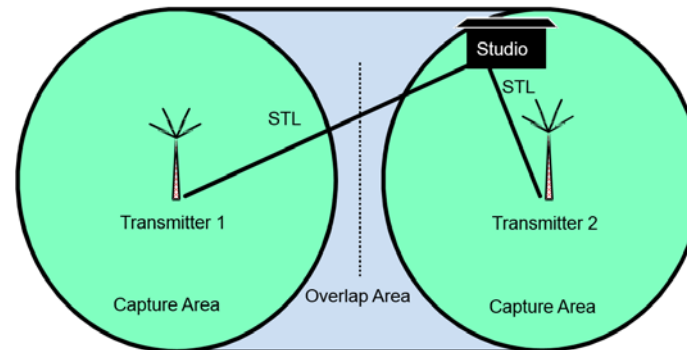 Studio
STL
STL
Transmitter 1
Transmitter 2
Overlap Area
Capture Area
Capture Area